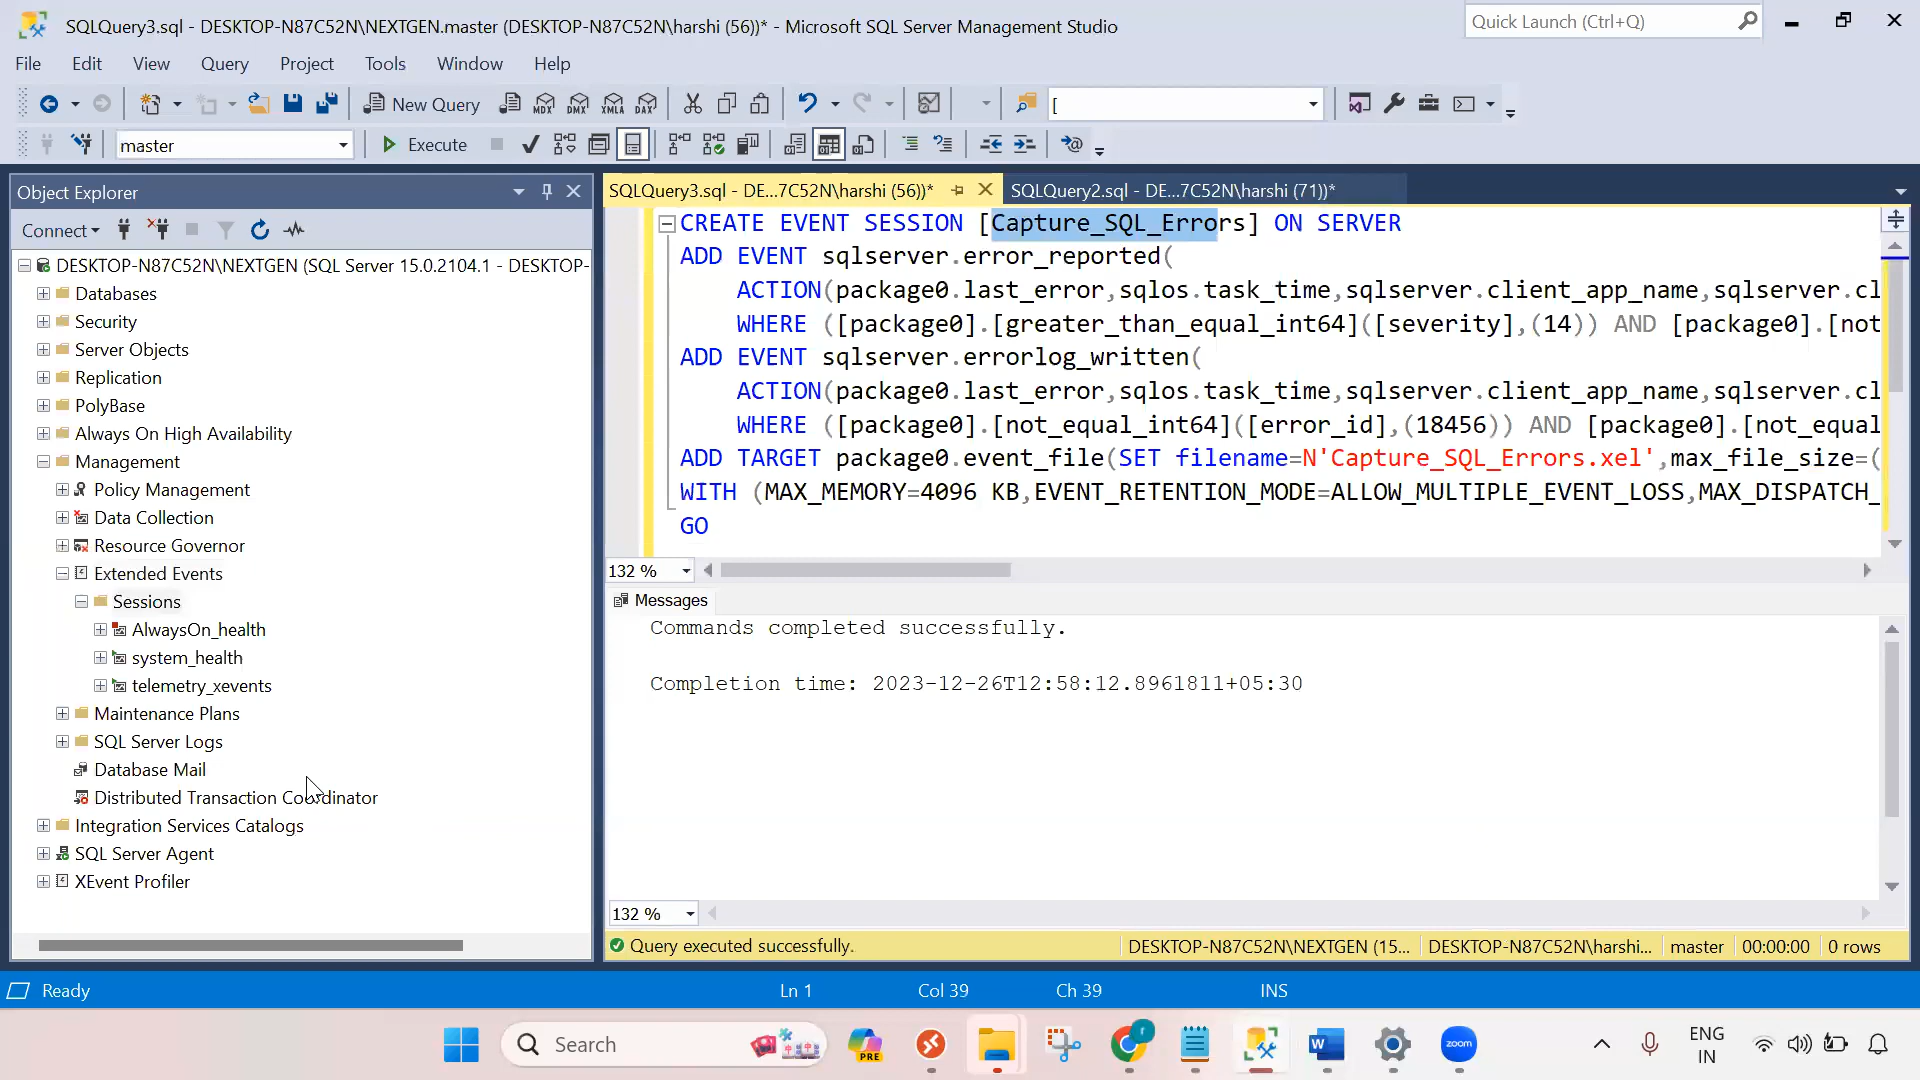 SQLQuery3.sql - DESKTOP-N87C52N\NEXTGEN.master (DESKTOP-N87C52N\harshi (56))* - Microsoft SQL Server Management Studio
Quick Launch (Ctrl+Q)
File Edit View Query Project Tools Window Help
New Query
MDX DMX XMLA DAX
[
master
Execute
Object Explorer
SQLQuery3.sql - DE...7C52N\harshi (56))*
SQLQuery2.sql - DE...7C52N\harshi (71))*
Connect
DESKTOP-N87C52N\NEXTGEN (SQL Server 15.0.2104.1 - DESKTOP-
Databases
Security
Server Objects
Replication
PolyBase
Always On High Availability
Management
Policy Management
Data Collection
Resource Governor
Extended Events
Sessions
AlwaysOn_health
system_health
telemetry_xevents
Maintenance Plans
SQL Server Logs
Database Mail
Distributed Transaction Coordinator
Integration Services Catalogs
SQL Server Agent
XEvent Profiler
CREATE EVENT SESSION [Capture_SQL_Errors] ON SERVER
ADD EVENT sqlserver.error_reported(
ACTION(package0.last_error,sqlos.task_time,sqlserver.client_app_name,sqlserver.cl
WHERE ([package0].[greater_than_equal_int64]([severity],(14)) AND [package0].[not
ADD EVENT sqlserver.errorlog_written(
ACTION(package0.last_error,sqlos.task_time,sqlserver.client_app_name,sqlserver.cl
WHERE ([package0].[not_equal_int64]([error_id],(18456)) AND [package0].[not_equal
ADD TARGET package0.event_file(SET filename=N'Capture_SQL_Errors.xel',max_file_size=(
WITH (MAX_MEMORY=4096 KB,EVENT_RETENTION_MODE=ALLOW_MULTIPLE_EVENT_LOSS,MAX_DISPATCH_
GO
132 %
Messages
Commands completed successfully.
Completion time: 2023-12-26T12:58:12.8961811+05:30
132 %
Query executed successfully.
DESKTOP-N87C52N\NEXTGEN (15... DESKTOP-N87C52N\harshi... master 00:00:00 0 rows
Ready
Ln 1
Col 39
Ch 39
INS
Search
PRE
r
W
zoom
ENG
IN